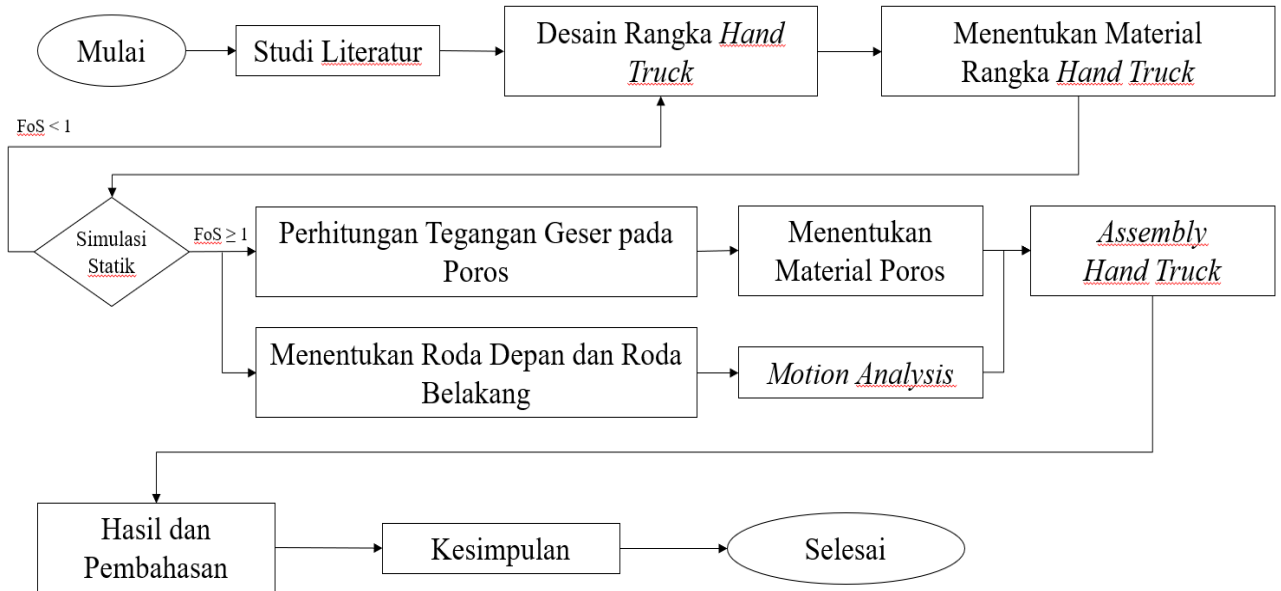 Mulai
Studi Literatur
Desain Rangka Hand
Truck
Menentukan Material
Rangka Hand Truck
FoS < 1
Simulasi
Statik
FoS ≥ 1
Perhitungan Tegangan Geser pada
Poros
Menentukan
Material Poros
Assembly
Hand Truck
Menentukan Roda Depan dan Roda
Belakang
Motion Analysis
Hasil dan
Pembahasan
Kesimpulan
Selesai